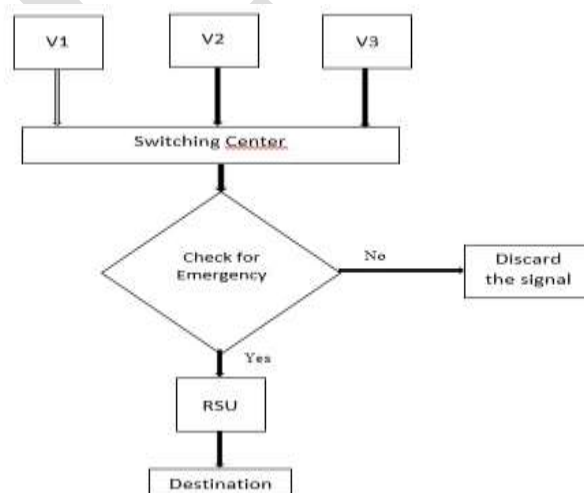 V1
V2
V3
Switching Center
Check for
Emergency
No
Discard
the signal
Yes
RSU
Destination